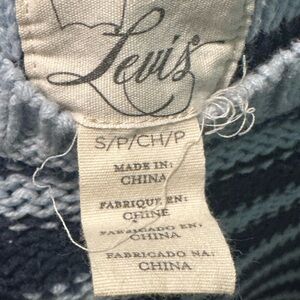 Levi's
S/P/CH/P
MADE IN:
CHINA
FABRIQUE EN:
CHINE
FABRICADO EN:
CHINA
FABRICADO NA:
CHINA